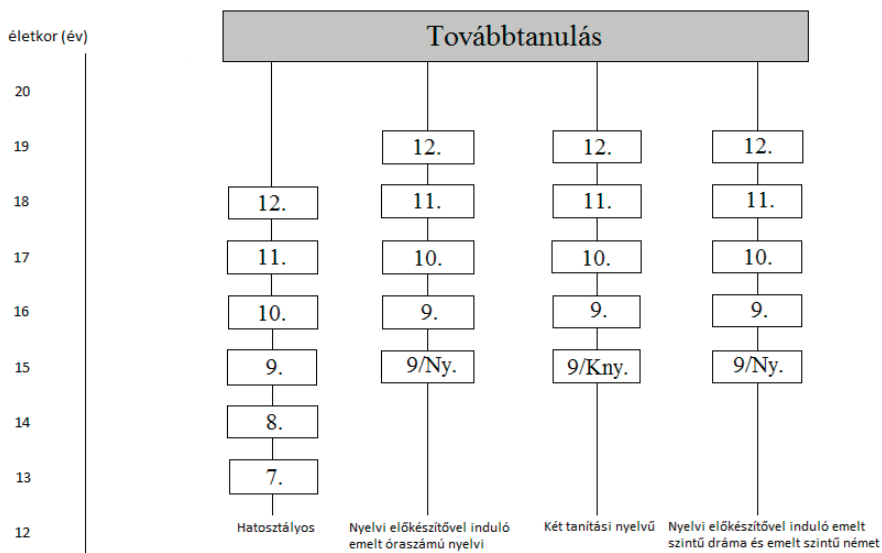 életkor (év)
Továbbtanulás
20
19
12.
12.
12.
18
12.
11.
11.
11.
17
11.
10.
10.
10.
16
10.
9.
9.
9.
15
9.
9/Ny.
9/Kny.
9/Ny.
14
8.
13
7.
12
Hatosztályos
Nyelvi előkészítővel induló
emelt óraszámú nyelvi
Két tanítási nyelvű
Nyelvi előkészítővel induló emelt
szintű dráma és emelt szintű német